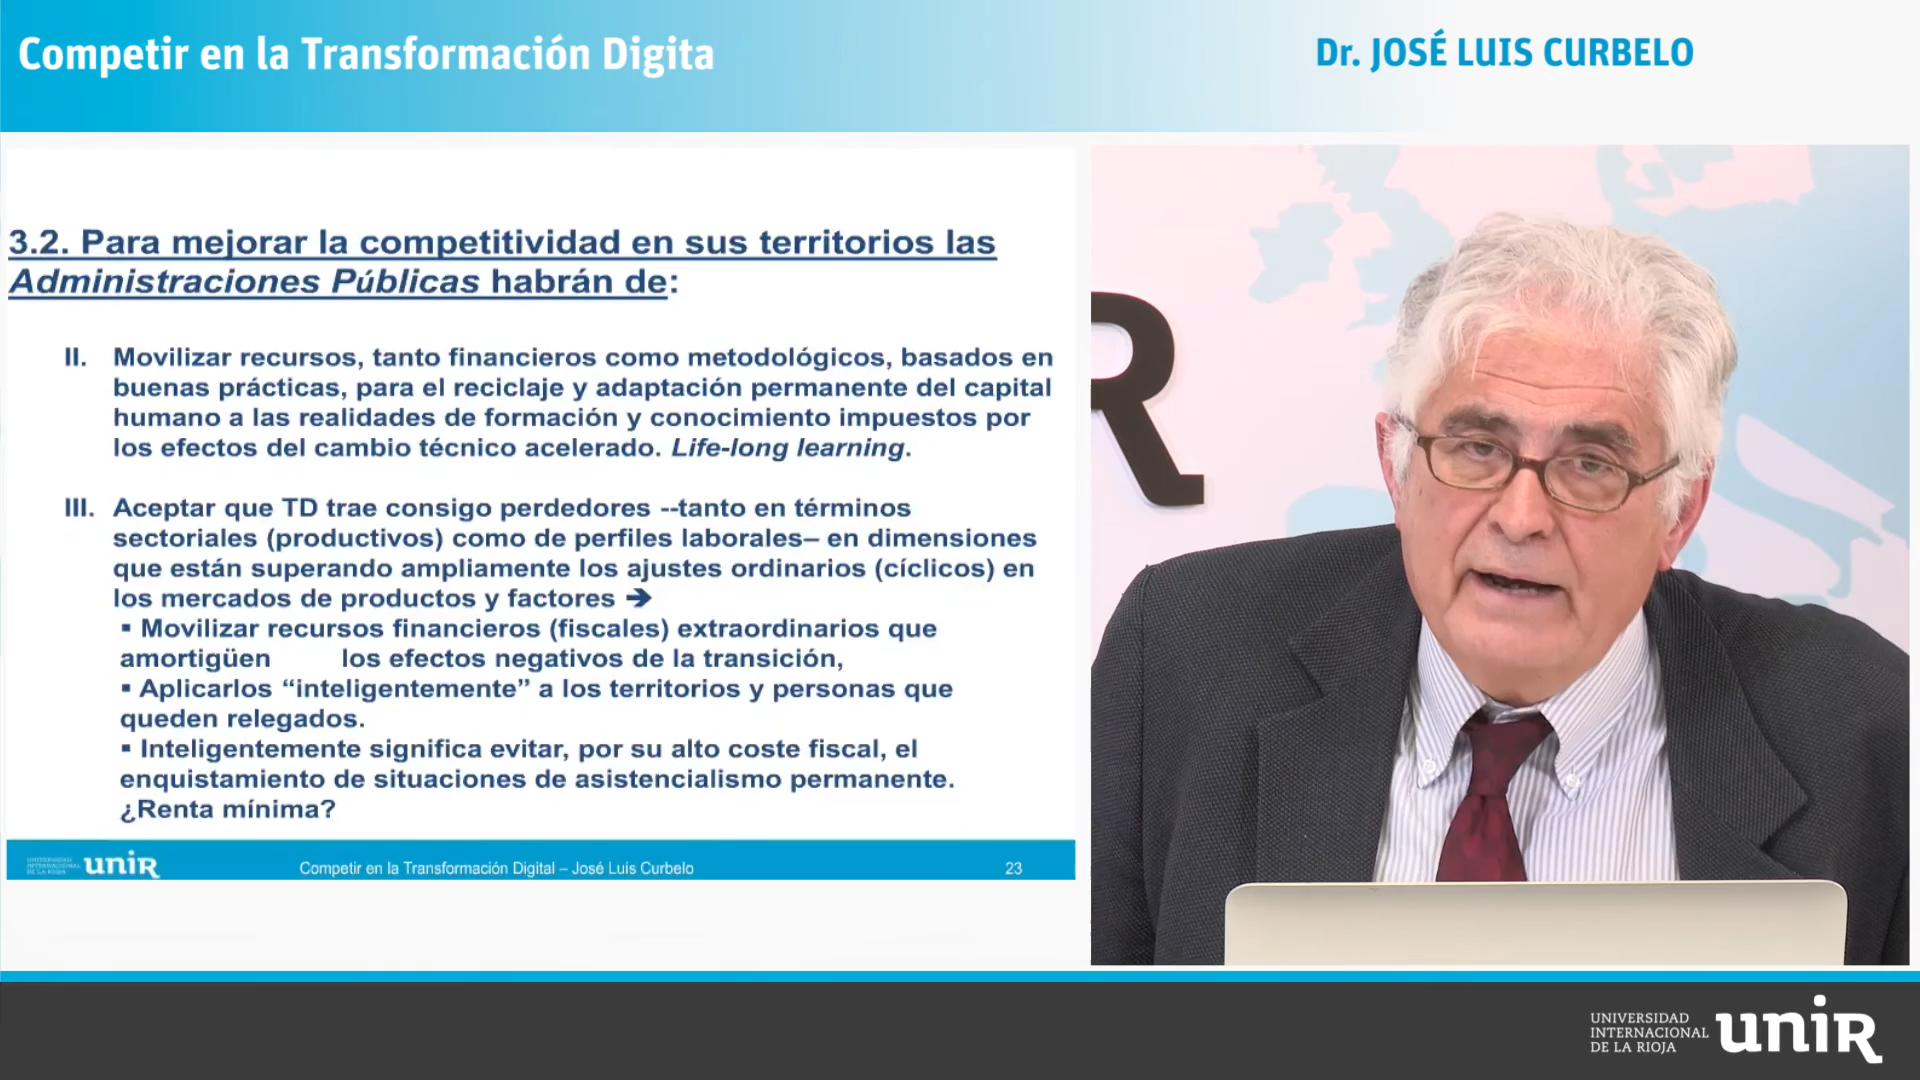 Competir en la Transformación Digita
Dr. JOSÉ LUIS CURBELO
3.2. Para mejorar la competitividad en sus territorios las
Administraciones Públicas habrán de:
II. Movilizar recursos, tanto financieros como metodológicos, basados en
buenas prácticas, para el reciclaje y adaptación permanente del capital
humano a las realidades de formación y conocimiento impuestos por
los efectos del cambio técnico acelerado. Life-long learning.
III. Aceptar que TD trae consigo perdedores --tanto en términos
sectoriales (productivos) como de perfiles laborales– en dimensiones
que están superando ampliamente los ajustes ordinarios (cíclicos) en
los mercados de productos y factores ➔
▪ Movilizar recursos financieros (fiscales) extraordinarios que
amortigüen los efectos negativos de la transición,
▪ Aplicarlos “inteligentemente” a los territorios y personas que
queden relegados.
▪ Inteligentemente significa evitar, por su alto coste fiscal, el
enquistamiento de situaciones de asistencialismo permanente.
¿Renta mínima?
UNIVERSIDAD
INTERNACIONAL
DE LA RIOJA
unir
Competir en la Transformación Digital – José Luis Curbelo
23
R
UNIVERSIDAD
INTERNACIONAL
DE LA RIOJA
unir